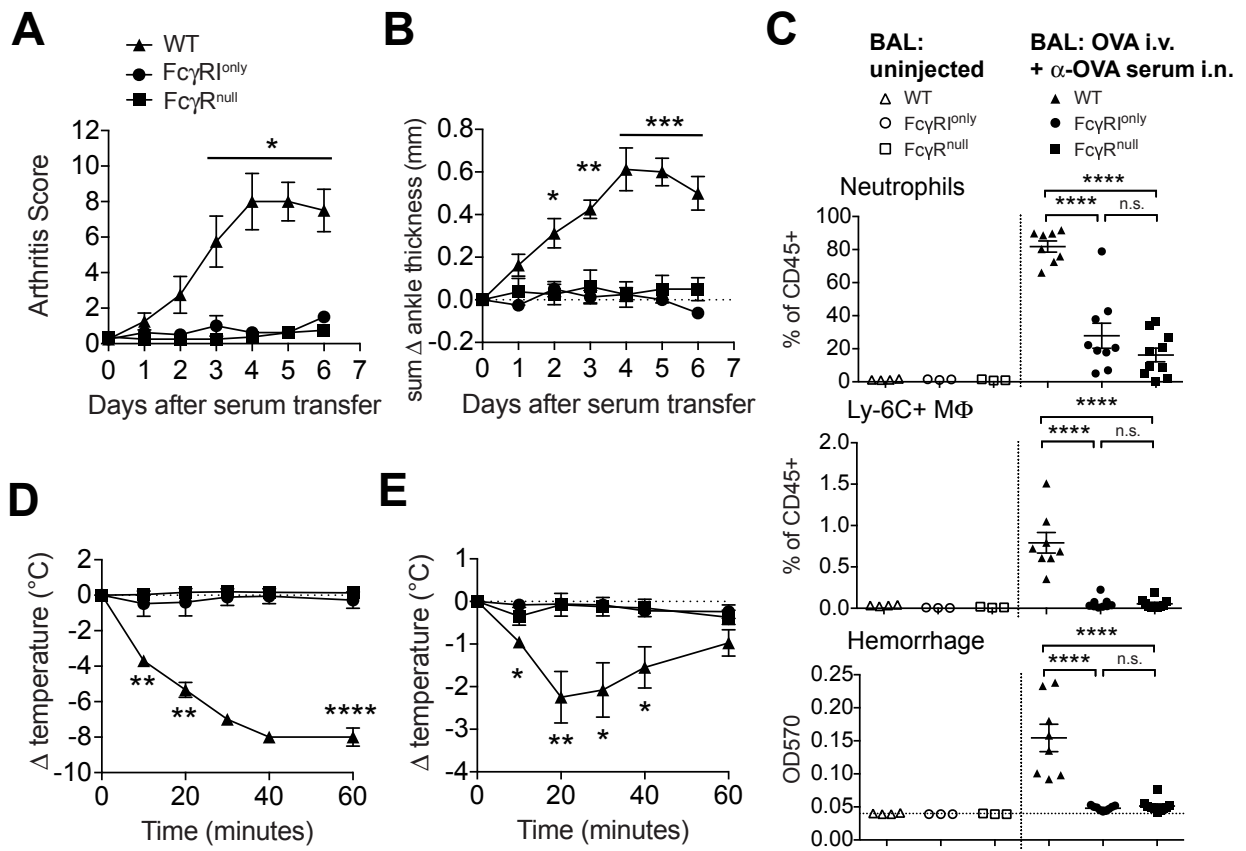 A
WT
FcγRI^only
FcγR^null
Arthritis Score
12
10
8
6
4
2
0
*
0 1 2 3 4 5 6 7
Days after serum transfer
B
sum Δ ankle thickness (mm)
0.8
0.6
0.4
0.2
0.0
-0.2
*
**
***
0 1 2 3 4 5 6 7
Days after serum transfer
C
BAL:
uninjected
WT
FcγRI^only
FcγR^null
BAL: OVA i.v.
+ α-OVA serum i.n.
WT
FcγRI^only
FcγR^null
Neutrophils
****
**** n.s.
% of CD45+
100
80
60
40
20
0
Ly-6C+ MΦ
****
**** n.s.
% of CD45+
2.0
1.5
1.0
0.5
0.0
Hemorrhage
****
**** n.s.
OD570
0.25
0.20
0.15
0.10
0.05
0.00
D
Δ temperature (°C)
2
0
-2
-4
-6
-8
-10
**
**
****
0 20 40 60
Time (minutes)
E
Δ temperature (°C)
1
0
-1
-2
-3
-4
*
**
*
*
0 20 40 60
Time (minutes)